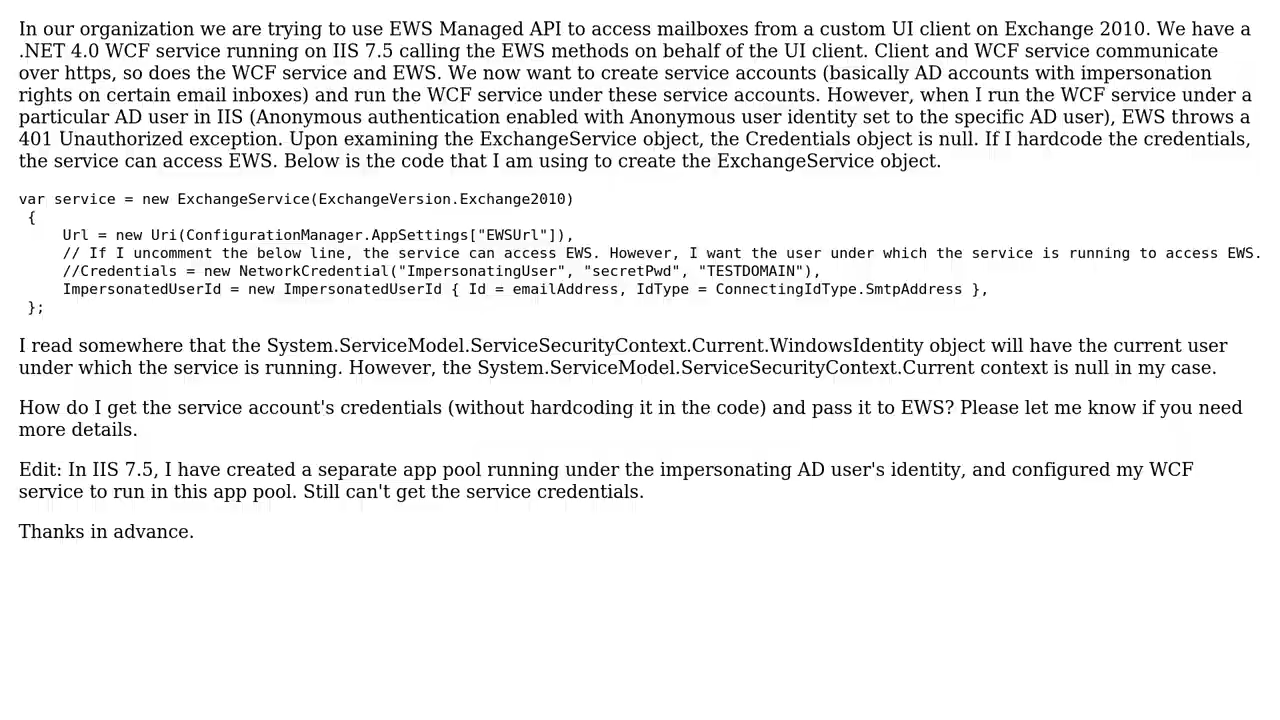 In our organization we are trying to use EWS Managed API to access mailboxes from a custom UI client on Exchange 2010. We have a
.NET 4.0 WCF service running on IIS 7.5 calling the EWS methods on behalf of the UI client. Client and WCF service communicate
over https, so does the WCF service and EWS. We now want to create service accounts (basically AD accounts with impersonation
rights on certain email inboxes) and run the WCF service under these service accounts. However, when I run the WCF service under a
particular AD user in IIS (Anonymous authentication enabled with Anonymous user identity set to the specific AD user), EWS throws a
401 Unauthorized exception. Upon examining the ExchangeService object, the Credentials object is null. If I hardcode the credentials,
the service can access EWS. Below is the code that I am using to create the ExchangeService object.
var service = new ExchangeService(ExchangeVersion.Exchange2010)
{
Url = new Uri(ConfigurationManager.AppSettings["EWSUrl"]),
// If I uncomment the below line, the service can access EWS. However, I want the user under which the service is running to access EWS.
//Credentials = new NetworkCredential("ImpersonatingUser", "secretPwd", "TESTDOMAIN"),
ImpersonatedUserId = new ImpersonatedUserId { Id = emailAddress, IdType = ConnectingIdType.SmtpAddress },
};
I read somewhere that the System.ServiceModel.ServiceSecurityContext.Current.WindowsIdentity object will have the current user
under which the service is running. However, the System.ServiceModel.ServiceSecurityContext.Current context is null in my case.
How do I get the service account's credentials (without hardcoding it in the code) and pass it to EWS? Please let me know if you need
more details.
Edit: In IIS 7.5, I have created a separate app pool running under the impersonating AD user's identity, and configured my WCF
service to run in this app pool. Still can't get the service credentials.
Thanks in advance.